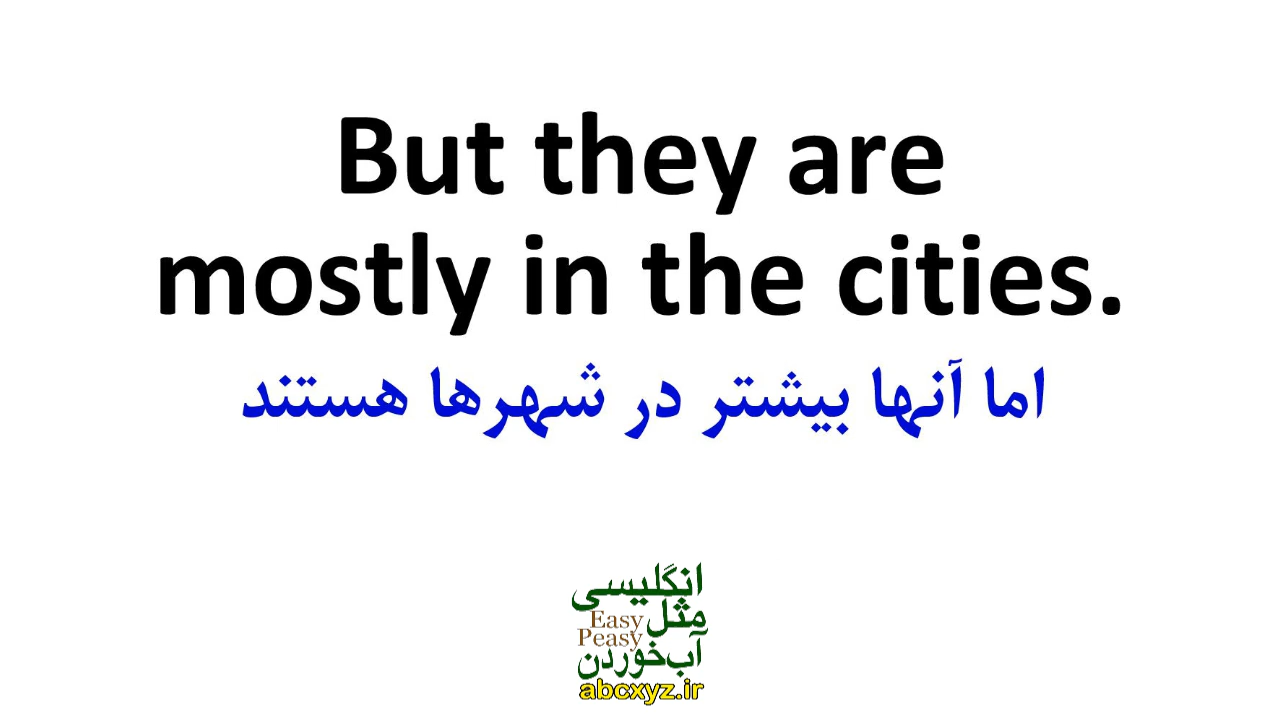 But they are
mostly in the cities.
اما آنها بیشتر در شهرها هستند
انگلیسی
مثل
Easy
Peasy
آب‌خوردن
abcxyz.ir